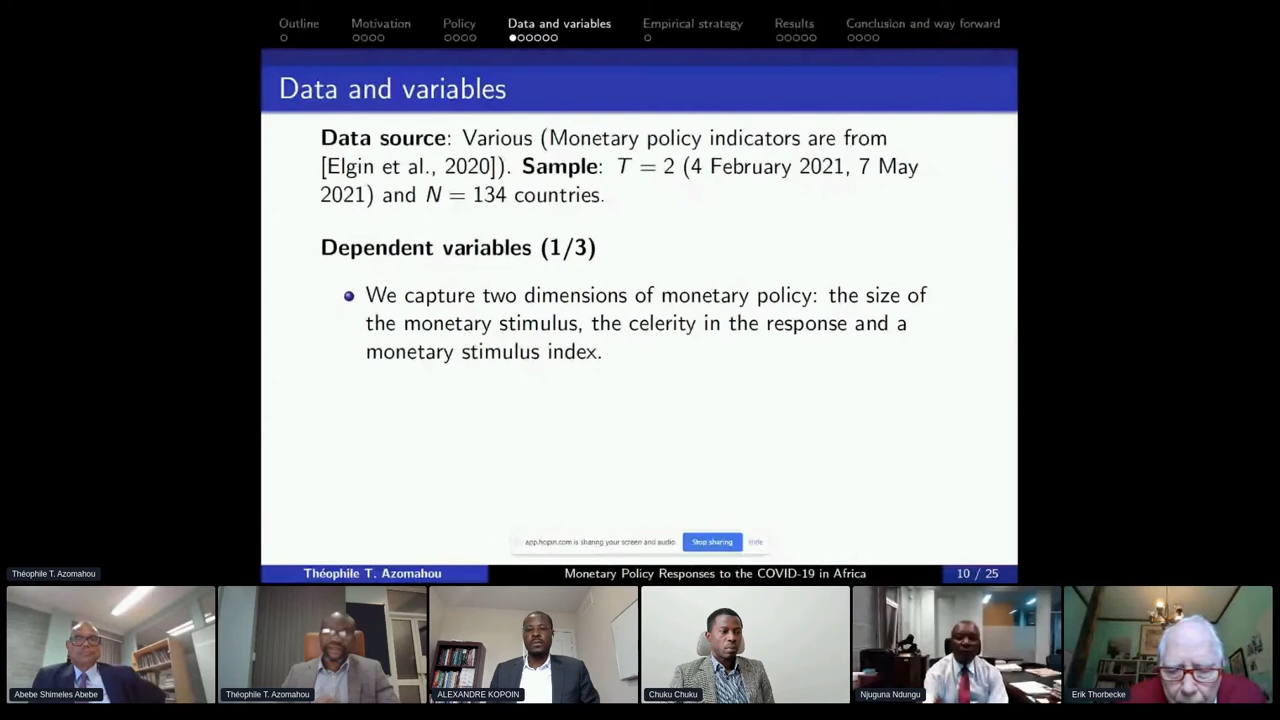 Outline Motivation Policy Data and variables Empirical strategy Results Conclusion and way forward
Data and variables
Data source: Various (Monetary policy indicators are from
[Elgin et al., 2020]). Sample: T = 2 (4 February 2021, 7 May
2021) and N = 134 countries.
Dependent variables (1/3)
We capture two dimensions of monetary policy: the size of
the monetary stimulus, the celerity in the response and a
monetary stimulus index.
app.hopin.com is sharing your screen and audio. Stop sharing Hide
Théophile T. Azomahou Monetary Policy Responses to the COVID-19 in Africa 10 / 25
Théophile T. Azomahou
Abebe Shimeles Abebe Théophile T. Azomahou ALEXANDRE KOPOIN Chuku Chuku Njuguna Ndungu Erik Thorbecke